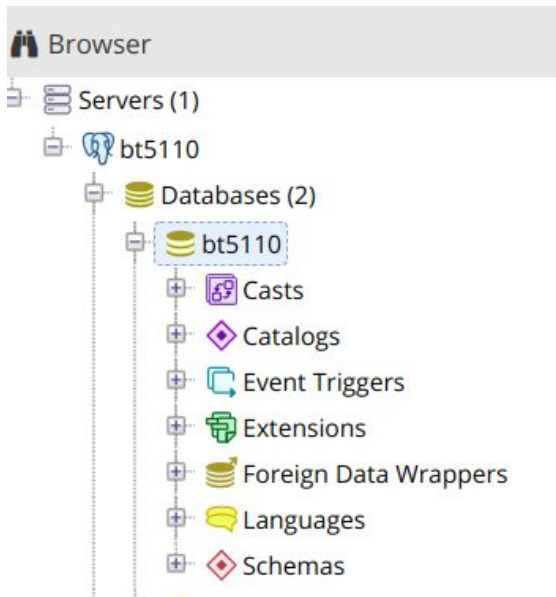 Browser
Servers (1)
bt5110
Databases (2)
bt5110
Casts
Catalogs
Event Triggers
Extensions
Foreign Data Wrappers
Languages
Schemas